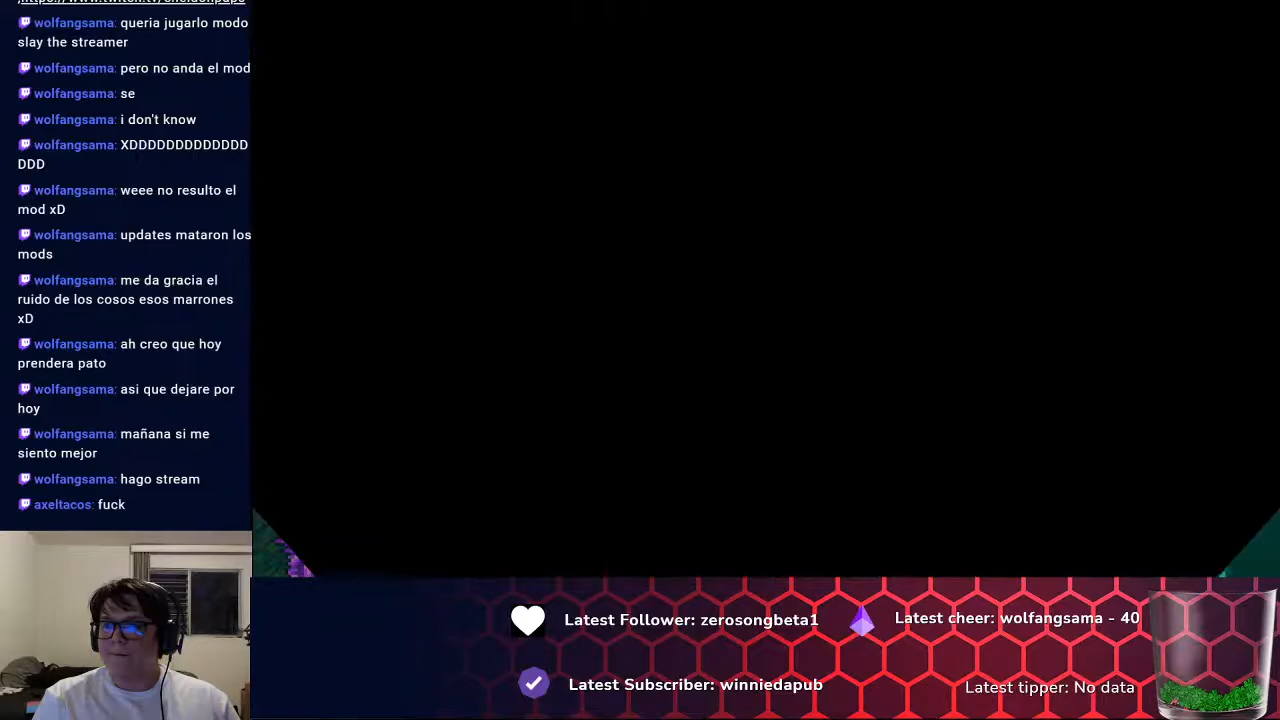 wolfangsama: queria jugarlo modo
slay the streamer
wolfangsama: pero no anda el mod
wolfangsama: se
wolfangsama: i don't know
wolfangsama: XDDDDDDDDDDDDD
DDD
wolfangsama: weee no resulto el
mod xD
wolfangsama: updates mataron los
mods
wolfangsama: me da gracia el
ruido de los cosos esos marrones
xD
wolfangsama: ah creo que hoy
prendera pato
wolfangsama: asi que dejare por
hoy
wolfangsama: mañana si me
siento mejor
wolfangsama: hago stream
axeltacos: fuck
Latest Follower: zerosongbeta1
Latest cheer: wolfangsama - 40
Latest Subscriber: winniedapub
Latest tipper: No data